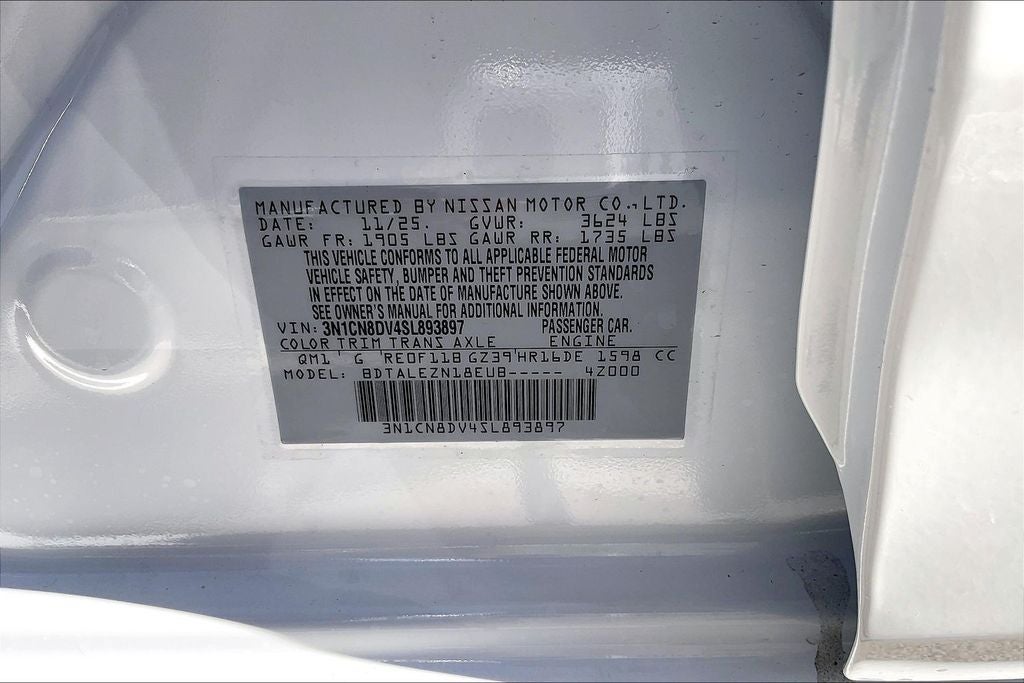 MANUFACTURED BY NISSAN MOTOR CO.,LTD.
DATE: 11/25. GVWR: 3624 LBS
GAWR FR: 1905 LBS GAWR RR: 1735 LBS
THIS VEHICLE CONFORMS TO ALL APPLICABLE FEDERAL MOTOR
VEHICLE SAFETY, BUMPER AND THEFT PREVENTION STANDARDS
IN EFFECT ON THE DATE OF MANUFACTURE SHOWN ABOVE.
SEE OWNER'S MANUAL FOR ADDITIONAL INFORMATION.
VIN: 3N1CN8DV4SL893897 PASSENGER CAR.
COLOR TRIM TRANS AXLE ENGINE
QM1 G RE0F11B GZ39 HR16DE 1598 CC
MODEL: BDTALEZN18EUB----- 4Z000
3N1CN8DV4SL893897